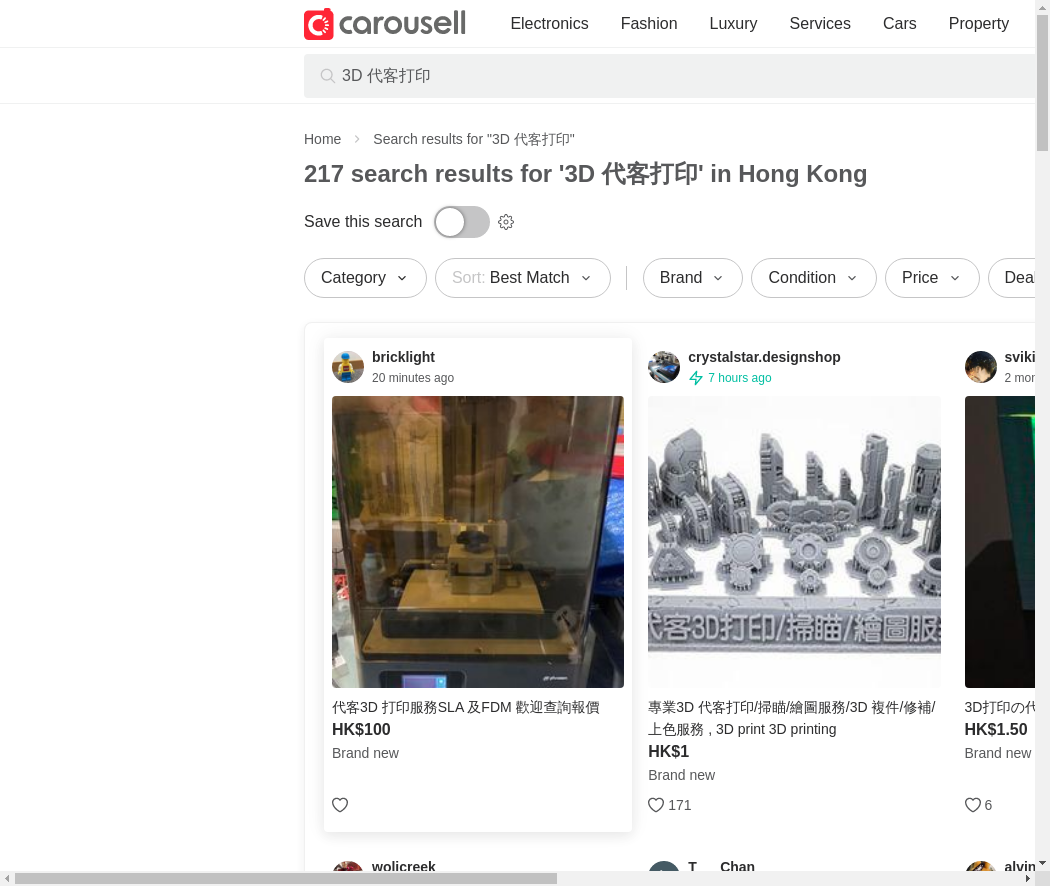 carousell
Electronics Fashion Luxury Services Cars Property
3D 代客打印
Home Search results for "3D 代客打印"
217 search results for '3D 代客打印' in Hong Kong
Save this search
Category Sort: Best Match Brand Condition Price Deal
bricklight
20 minutes ago
crystalstar.designshop
7 hours ago
sviki
2 mon
代客3D打印/掃瞄/繪圖服
代客3D 打印服務SLA 及FDM 歡迎查詢報價
HK$100
Brand new
專業3D 代客打印/掃瞄/繪圖服務/3D 複件/修補/
上色服務 , 3D print 3D printing
HK$1
Brand new
171
3D打印の代
HK$1.50
Brand new
6
wolicreek
T___Chan
alvin